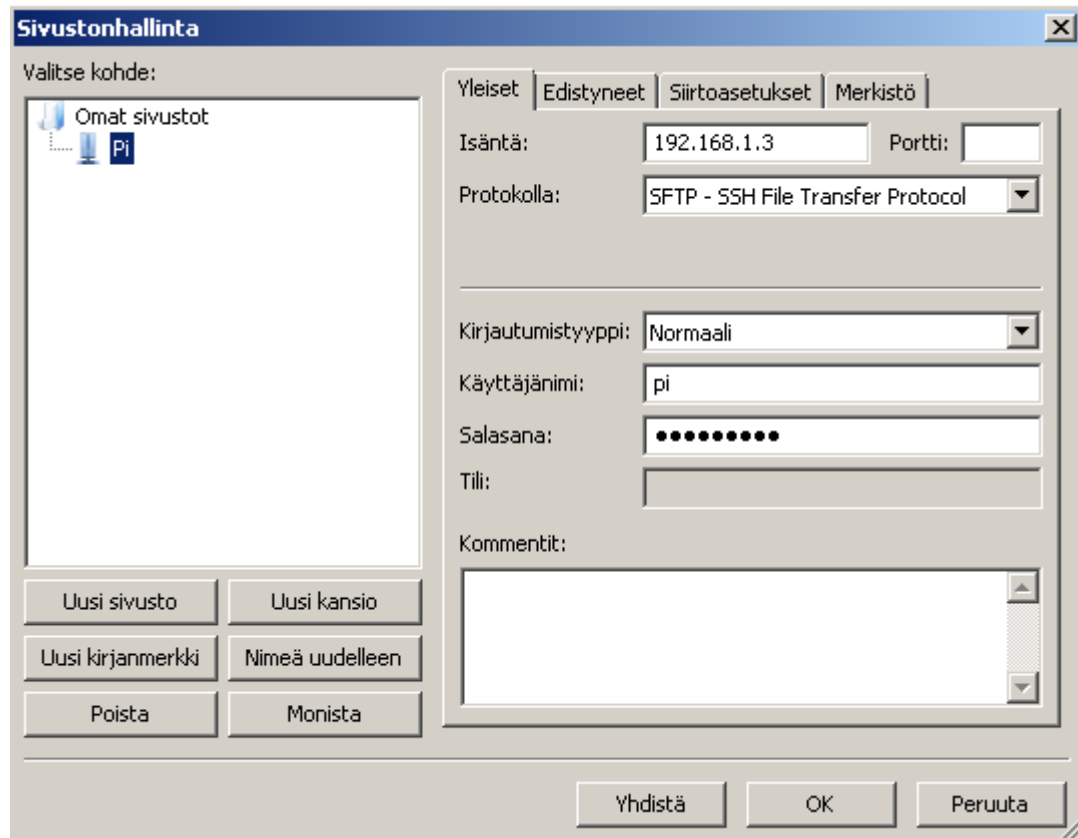 Sivustonhallinta
Valitse kohde:
Omat sivustot
Pi
Uusi sivusto
Uusi kansio
Uusi kirjanmerkki
Nimeä uudelleen
Poista
Monista
Yleiset
Edistyneet
Siirtoasetukset
Merkistö
Isäntä:
192.168.1.3
Portti:
Protokolla:
SFTP - SSH File Transfer Protocol
Kirjautumistyyppi:
Normaali
Käyttäjänimi:
pi
Salasana:
●●●●●●●●●
Tili:
Kommentit:
Yhdistä
OK
Peruuta